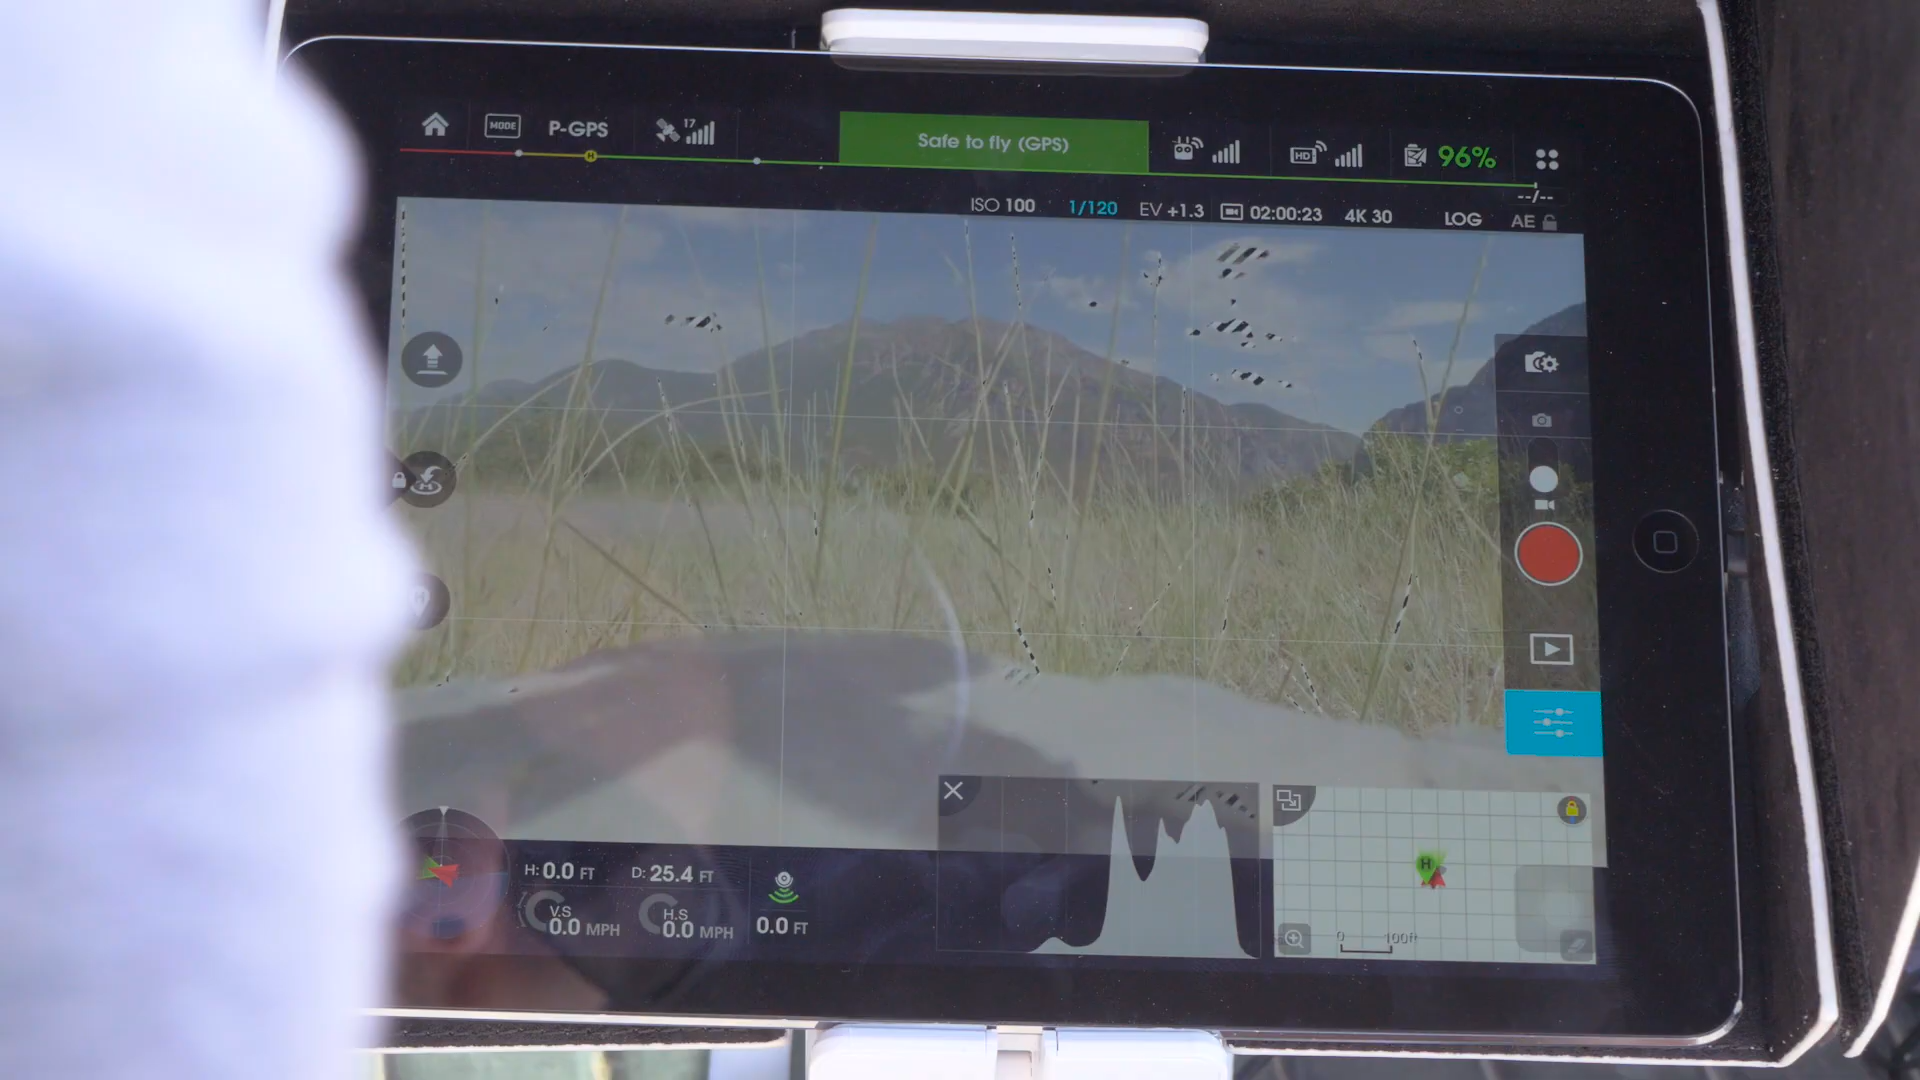 MODE P-GPS 17 Safe to fly (GPS) HD 96%
--/--
ISO 100 1/120 EV +1.3 02:00:23 4K 30 LOG AE
H
H
H: 0.0 FT D: 25.4 FT
V.S 0.0 MPH H.S 0.0 MPH 0.0 FT
H
0 100ft